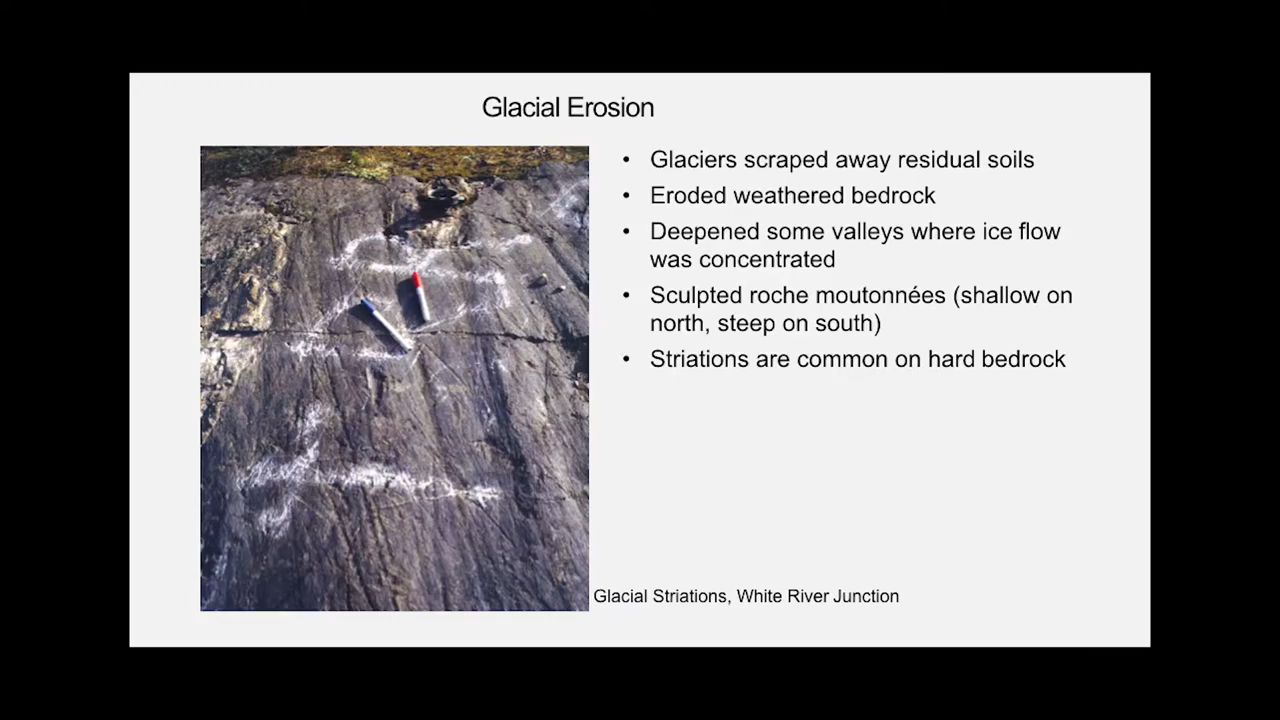 Glacial Erosion
• Glaciers scraped away residual soils
• Eroded weathered bedrock
• Deepened some valleys where ice flow
was concentrated
• Sculpted roche moutonnées (shallow on
north, steep on south)
• Striations are common on hard bedrock
Glacial Striations, White River Junction